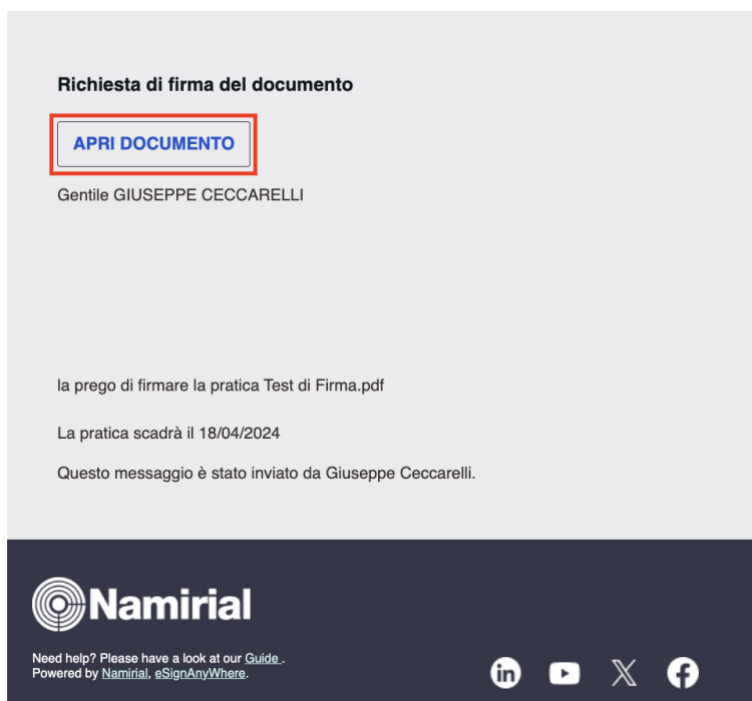 Richiesta di firma del documento
APRI DOCUMENTO
Gentile GIUSEPPE CECCARELLI
la prego di firmare la pratica Test di Firma.pdf
La pratica scadrà il 18/04/2024
Questo messaggio è stato inviato da Giuseppe Ceccarelli.
Namirial
Need help? Please have a look at our Guide .
Powered by Namirial, eSignAnyWhere.
in